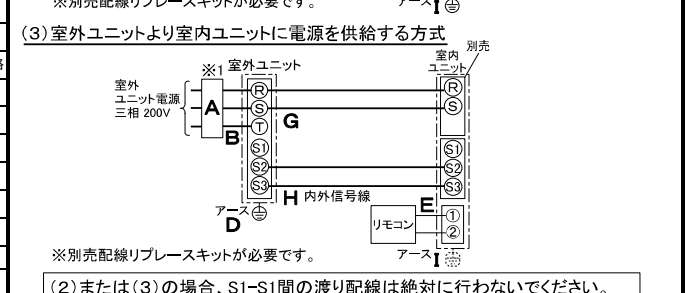 ※別売配線リプレースキットが必要です。
アース I
(3)室外ユニットより室内ユニットに電源を供給する方式
別売
室内
ユニット
※1 室外ユニット
室外
ユニット電源
三相 200V
A
B
R
S
T
S1
S2
S3
G
H 内外信号線
R
S
S1
S2
S3
アース
D
リモコン
E
①
②
アース I
※別売配線リプレースキットが必要です。
(2)または(3)の場合、S1-S1間の渡り配線は絶対に行わないでください。